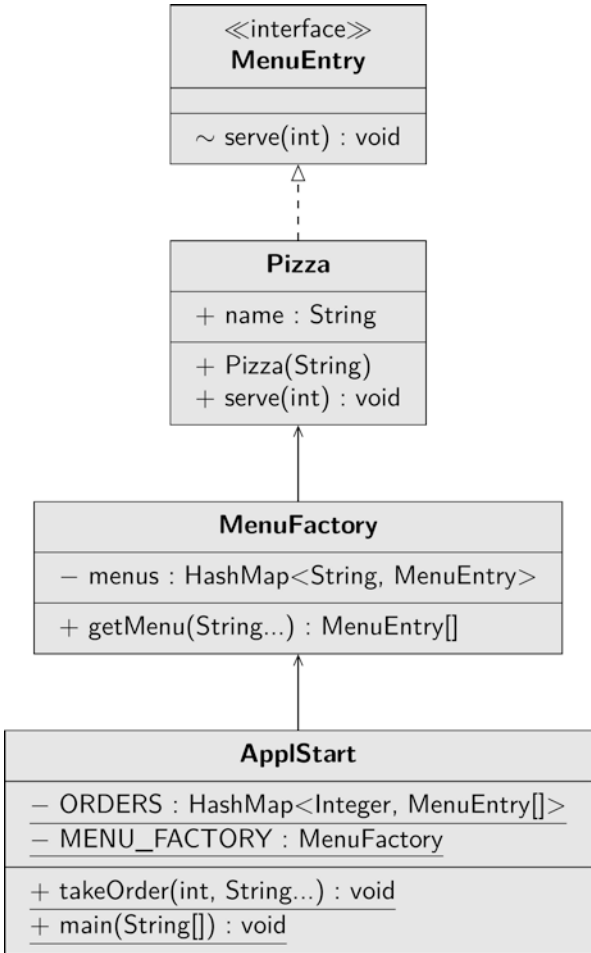 ≪interface≫
MenuEntry
∼ serve(int) : void
Pizza
+ name : String
+ Pizza(String)
+ serve(int) : void
MenuFactory
− menus : HashMap<String, MenuEntry>
+ getMenu(String...) : MenuEntry[]
ApplStart
− ORDERS : HashMap<Integer, MenuEntry[]>
− MENU_FACTORY : MenuFactory
+ takeOrder(int, String...) : void
+ main(String[]) : void